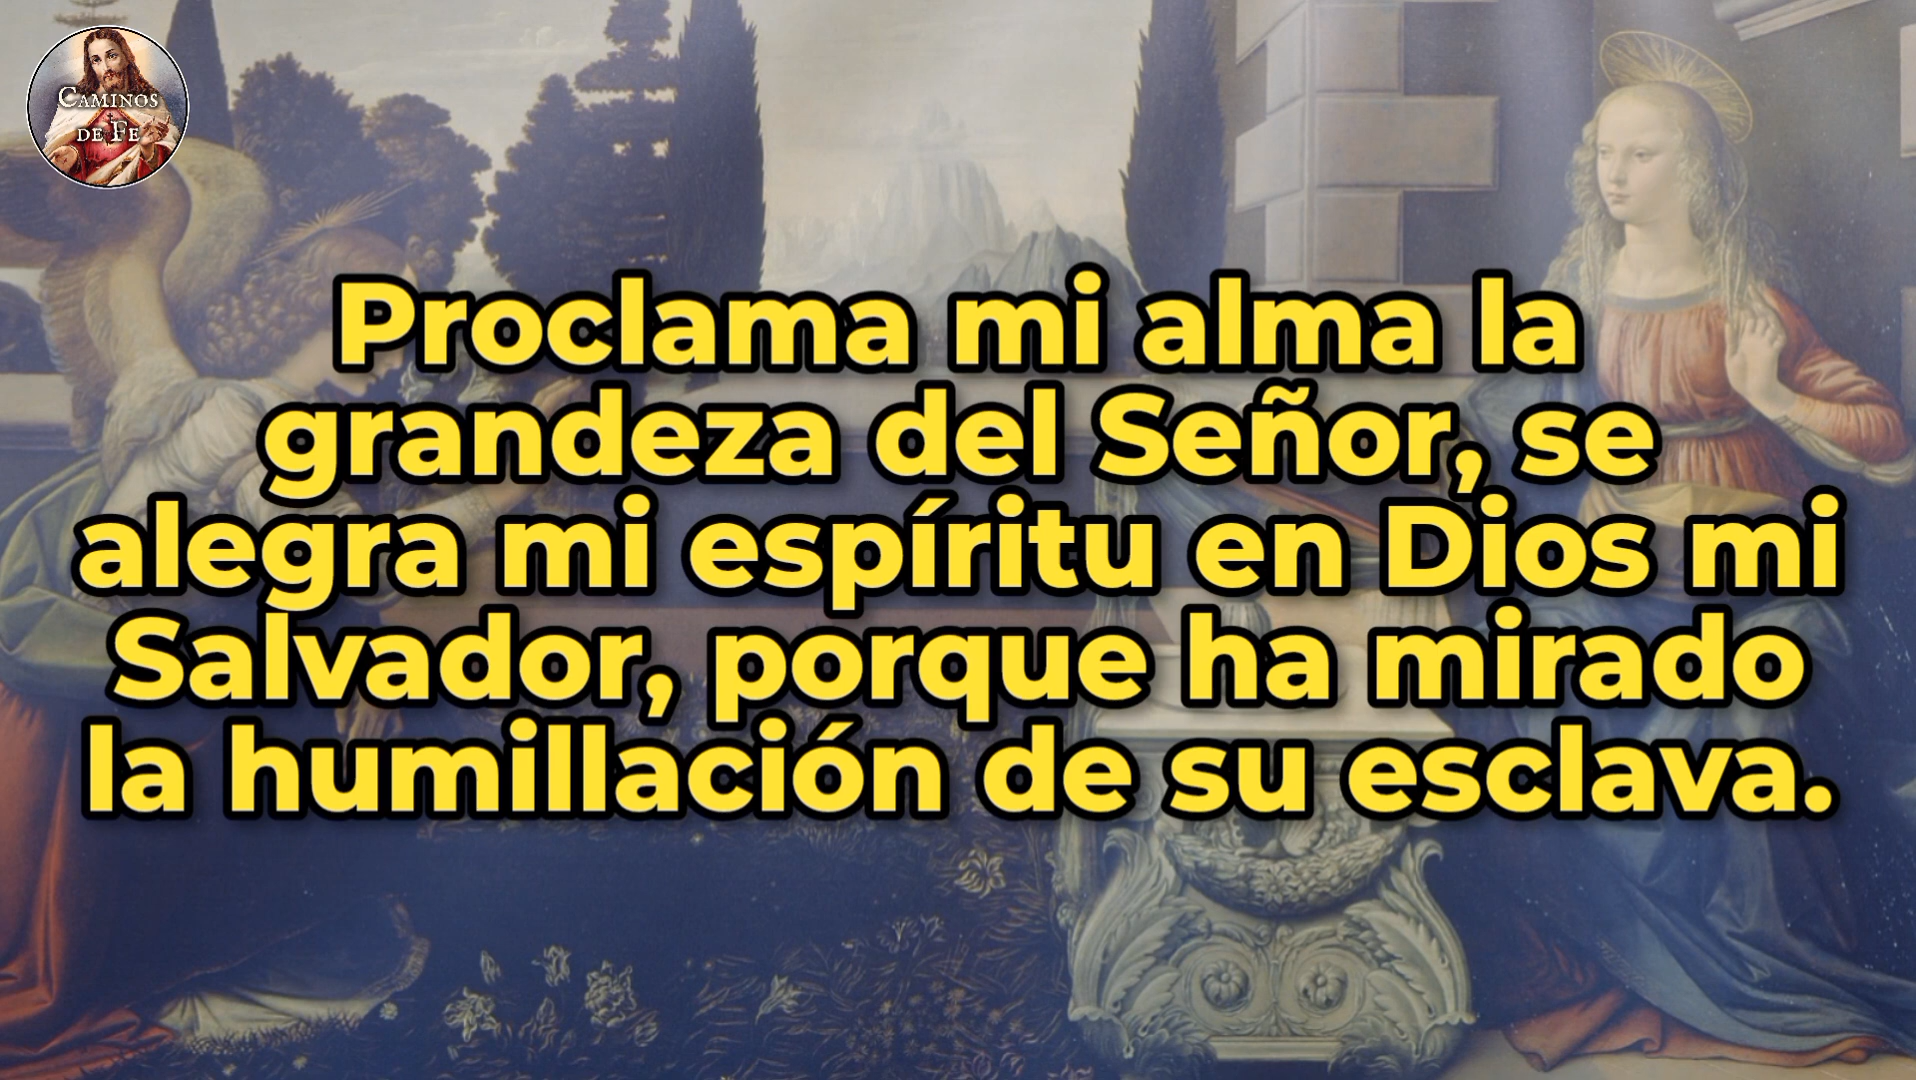 Caminos
de Fe
Proclama mi alma la
grandeza del Señor, se
alegra mi espíritu en Dios mi
Salvador, porque ha mirado
la humillación de su esclava.